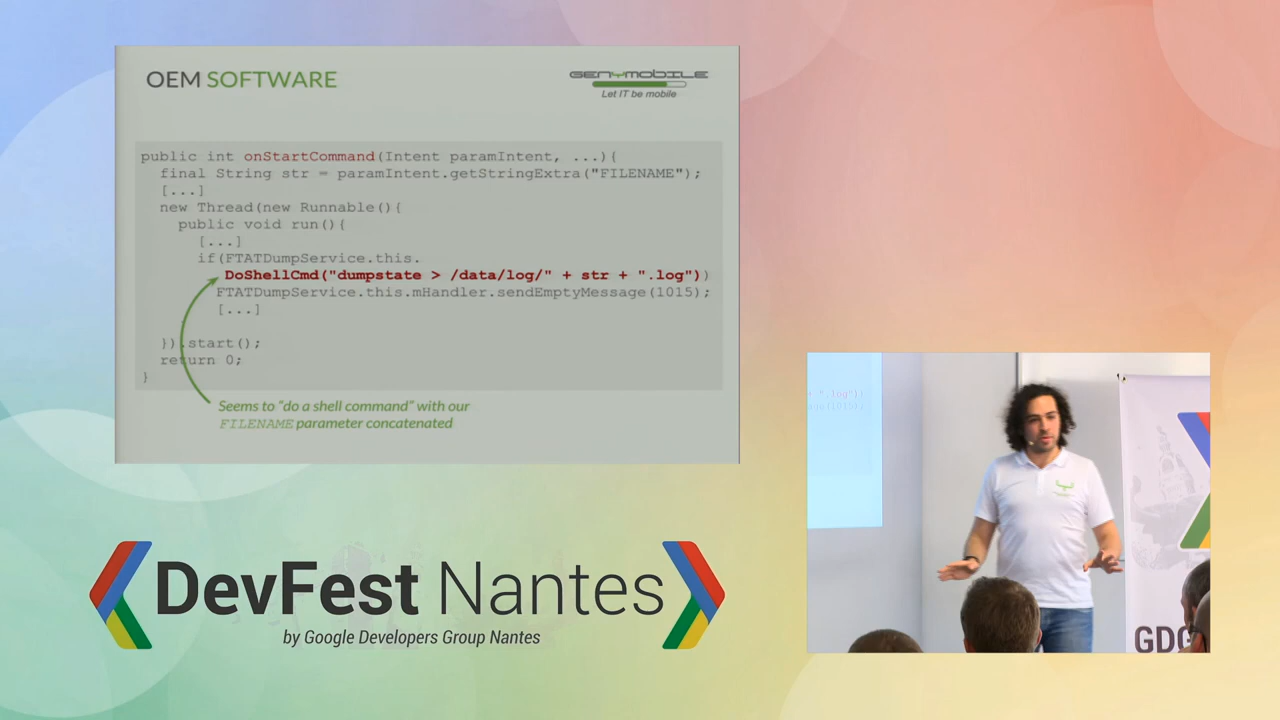 OEM SOFTWARE
GENYMOBILE
Let IT be mobile
public int onStartCommand(Intent paramIntent, ...){
final String str = paramIntent.getStringExtra("FILENAME");
[...]
new Thread(new Runnable(){
public void run(){
[...]
if(FTATDumpService.this.
DoShellCmd("dumpstate > /data/log/" + str + ".log"))
FTATDumpService.this.mHandler.sendEmptyMessage(1015);
[...]
}).start();
return 0;
}
Seems to "do a shell command" with our
FILENAME parameter concatenated
+ ".log"))
(1015);
DevFest Nantes
by Google Developers Group Nantes
GDG